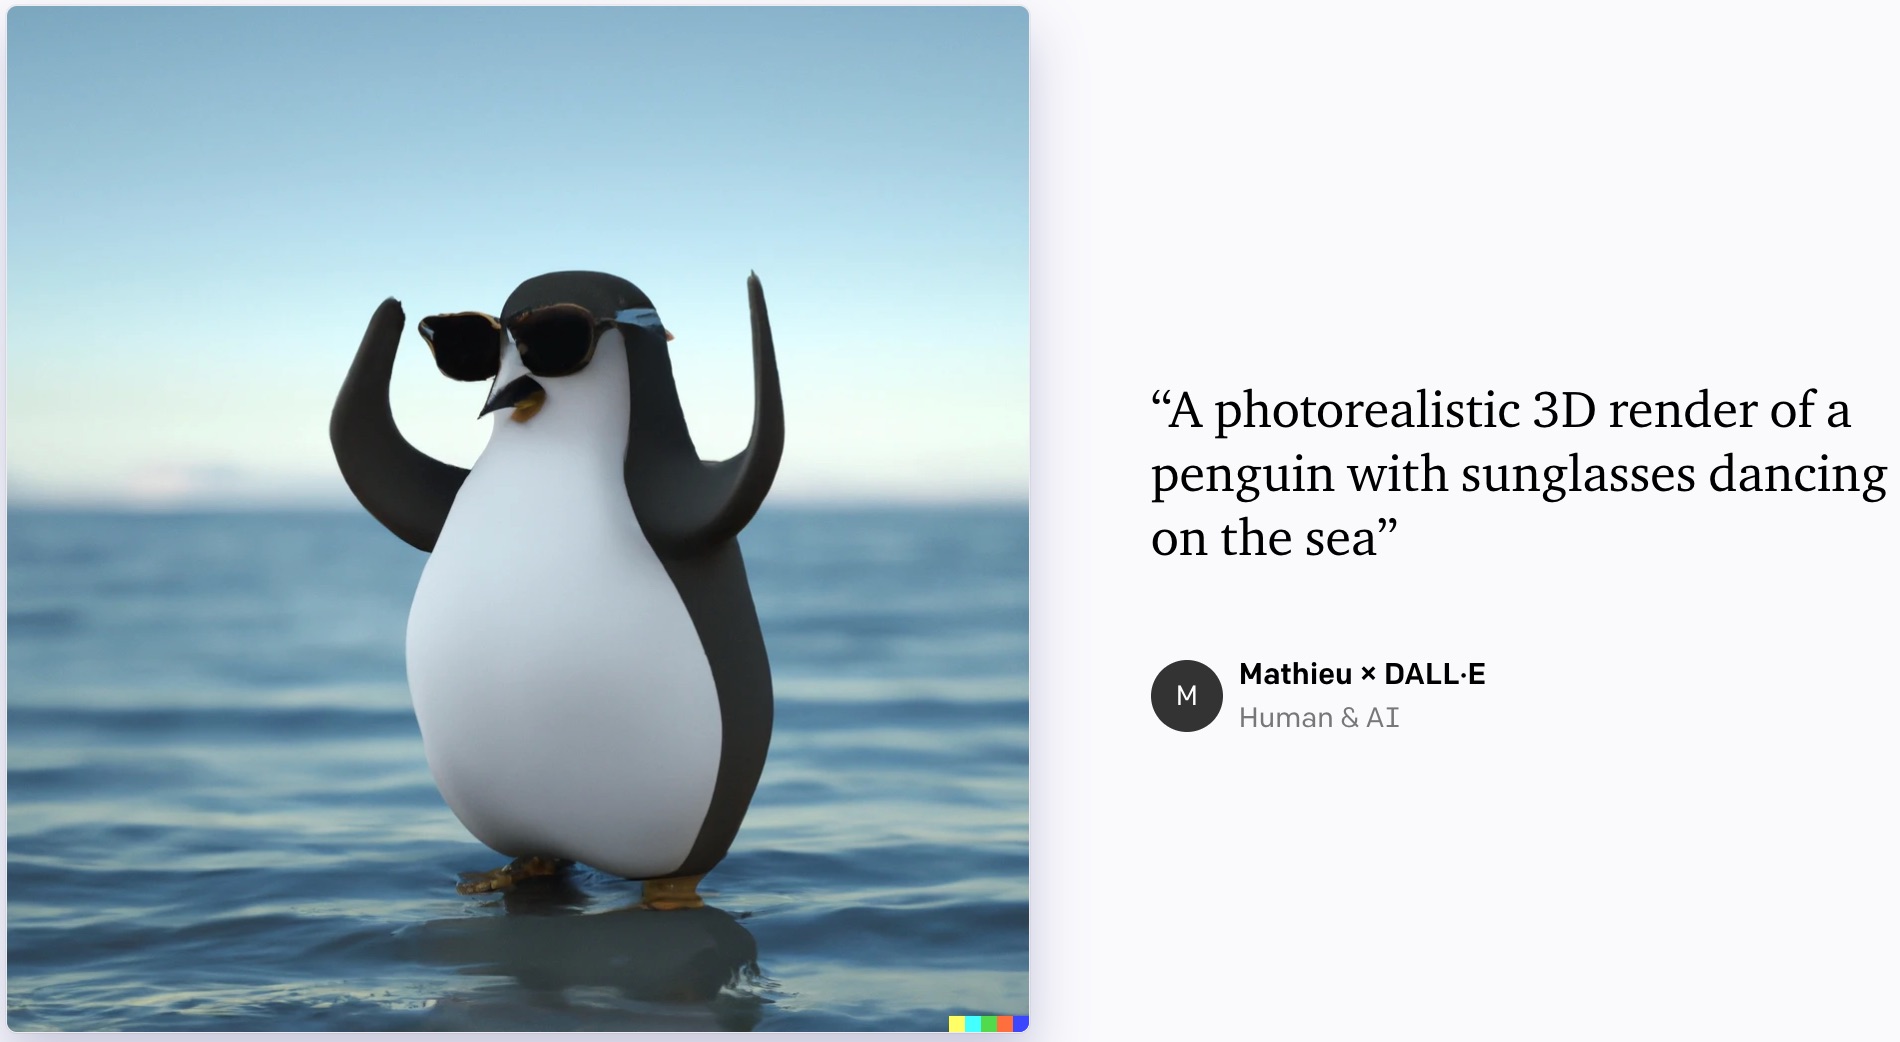 “A photorealistic 3D render of a
penguin with sunglasses dancing
on the sea”
M
Mathieu × DALL·E
Human & AI